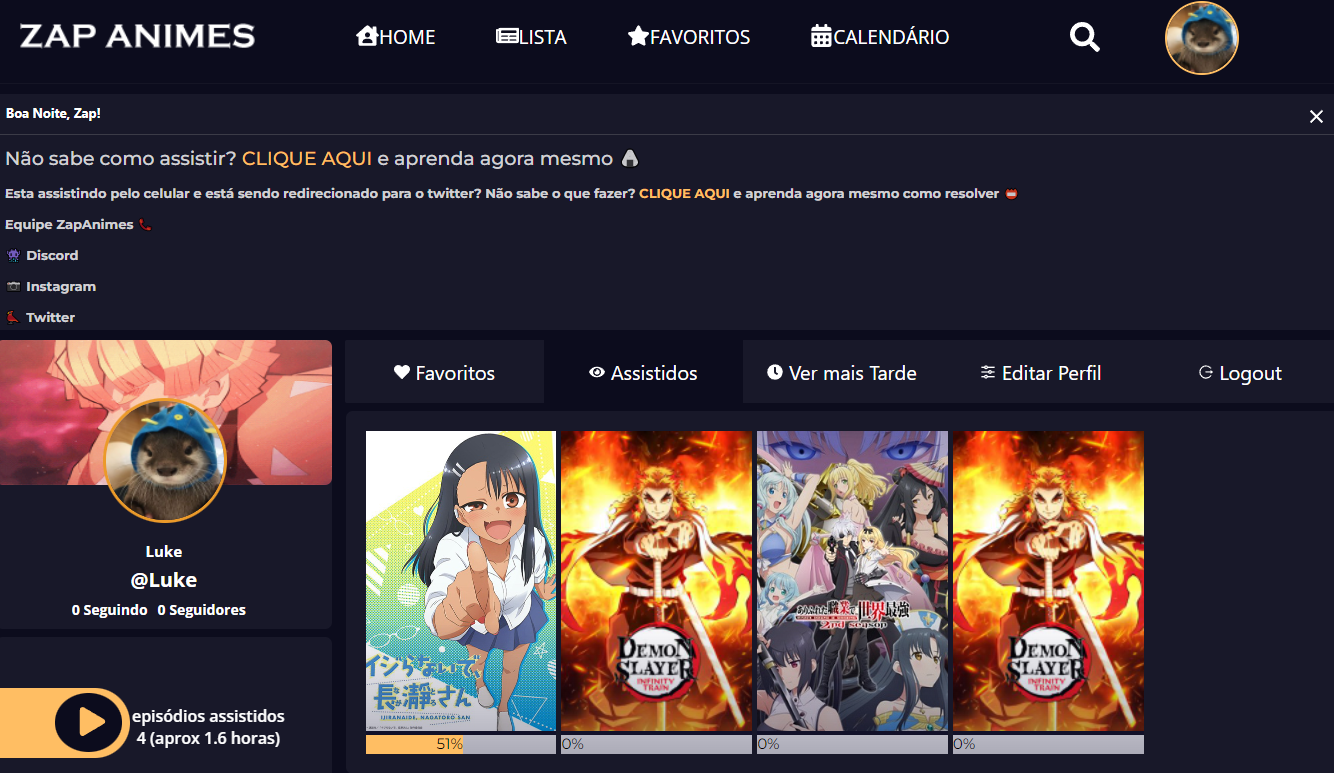 ZAP ANIMES HOME LISTA FAVORITOS CALENDÁRIO
Boa Noite, Zap!
Não sabe como assistir? CLIQUE AQUI e aprenda agora mesmo
Esta assistindo pelo celular e está sendo redirecionado para o twitter? Não sabe o que fazer? CLIQUE AQUI e aprenda agora mesmo como resolver
Equipe ZapAnimes
Discord
Instagram
Twitter
Favoritos Assistidos Ver mais Tarde Editar Perfil Logout
Luke
@Luke
0 Seguindo 0 Seguidores
episódios assistidos
4 (aprox 1.6 horas)
イジらないで、
長瀞さん
IJIRANAIDE, NAGATORO SAN
51%
DEMON
SLAYER
INFINITY
TRAIN
0%
ありふれた職業で世界最強
2nd season
0%
DEMON
SLAYER
INFINITY
TRAIN
0%